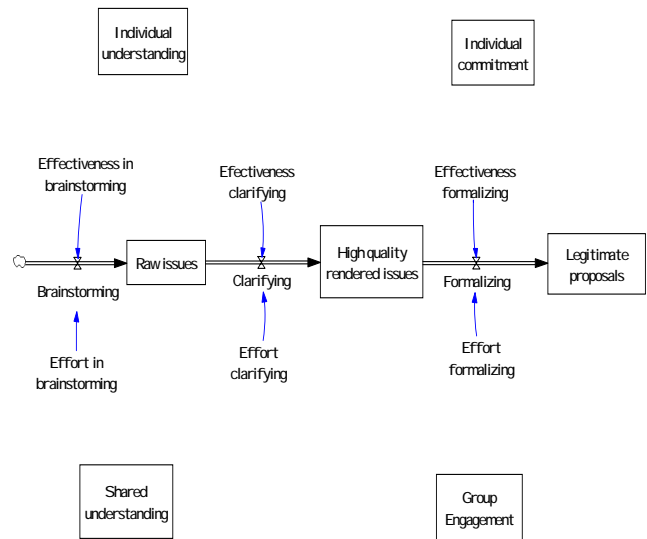 Individual
understanding
Individual
commitment
Effectiveness in
brainstorming
Efectiveness
clarifying
Effectiveness
formalizing
Raw issues
High quality
rendered issues
Legitimate
proposals
Brainstorming
Clarifying
Formalizing
Effort in
brainstorming
Effort
clarifying
Effort
formalizing
Shared
understanding
Group
Engagement